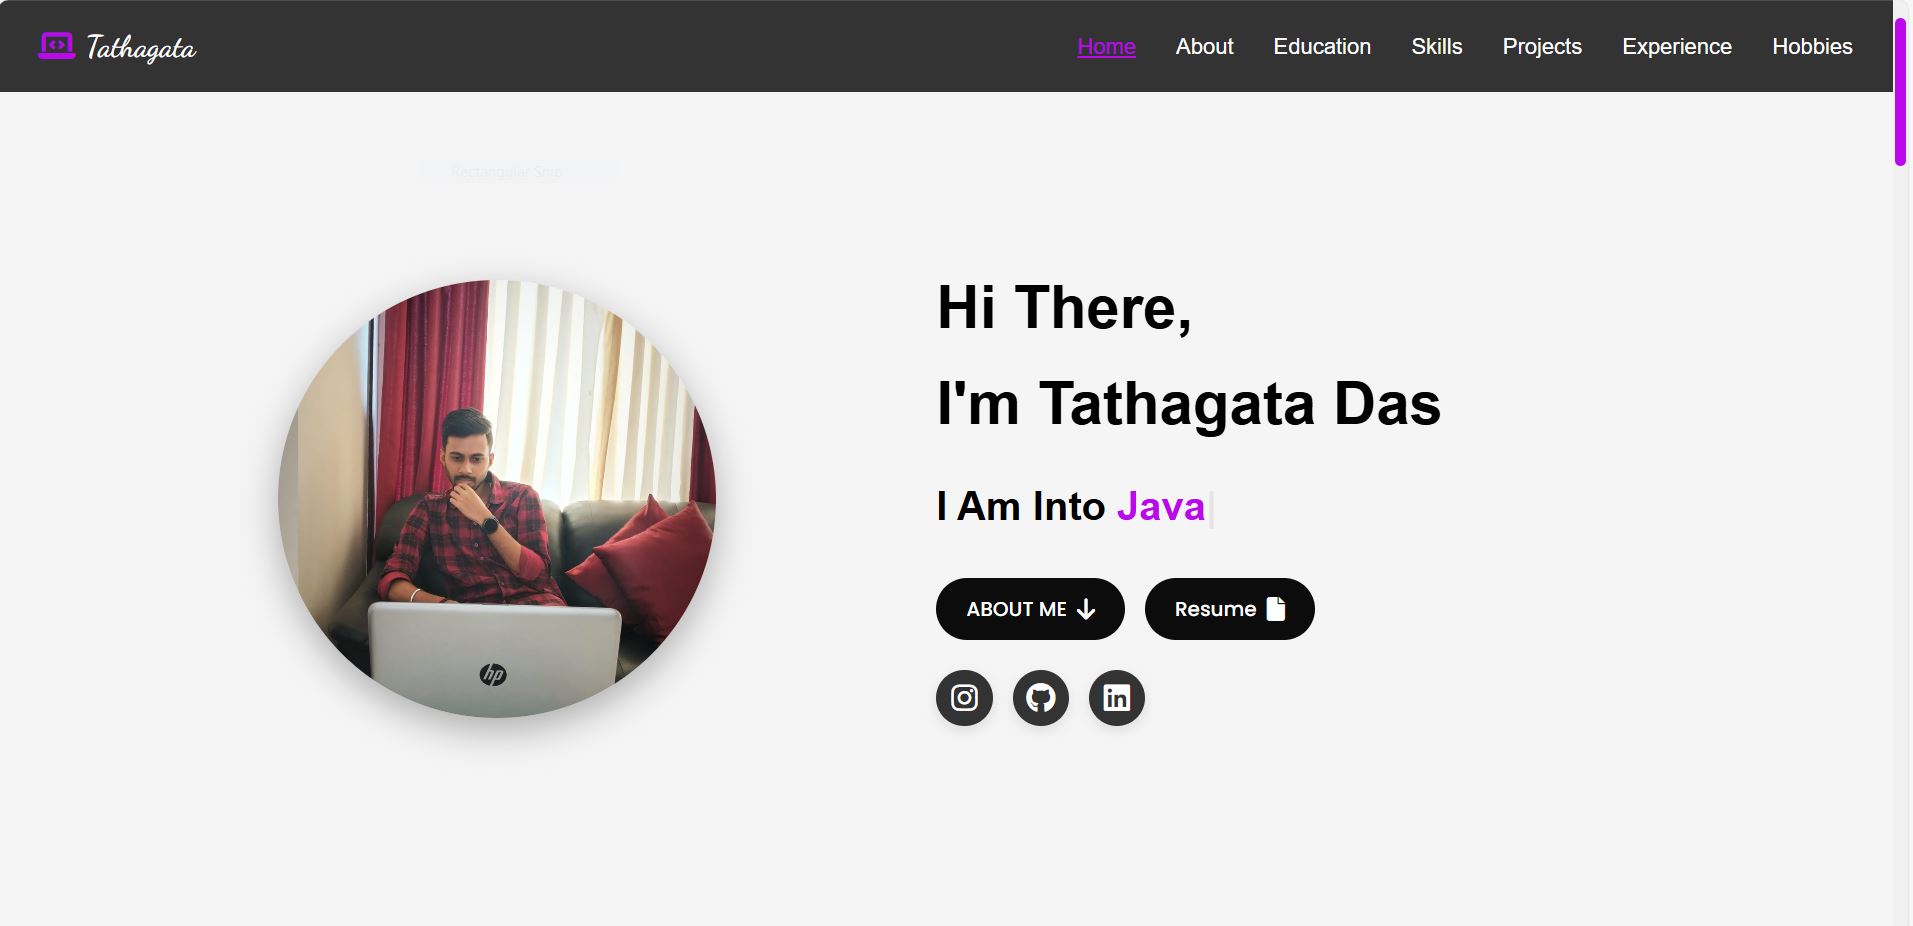 Tathagata
Home About Education Skills Projects Experience Hobbies
Rectangular Snip
Hi There,
I'm Tathagata Das
I Am Into Java
ABOUT ME
Resume
hp
in